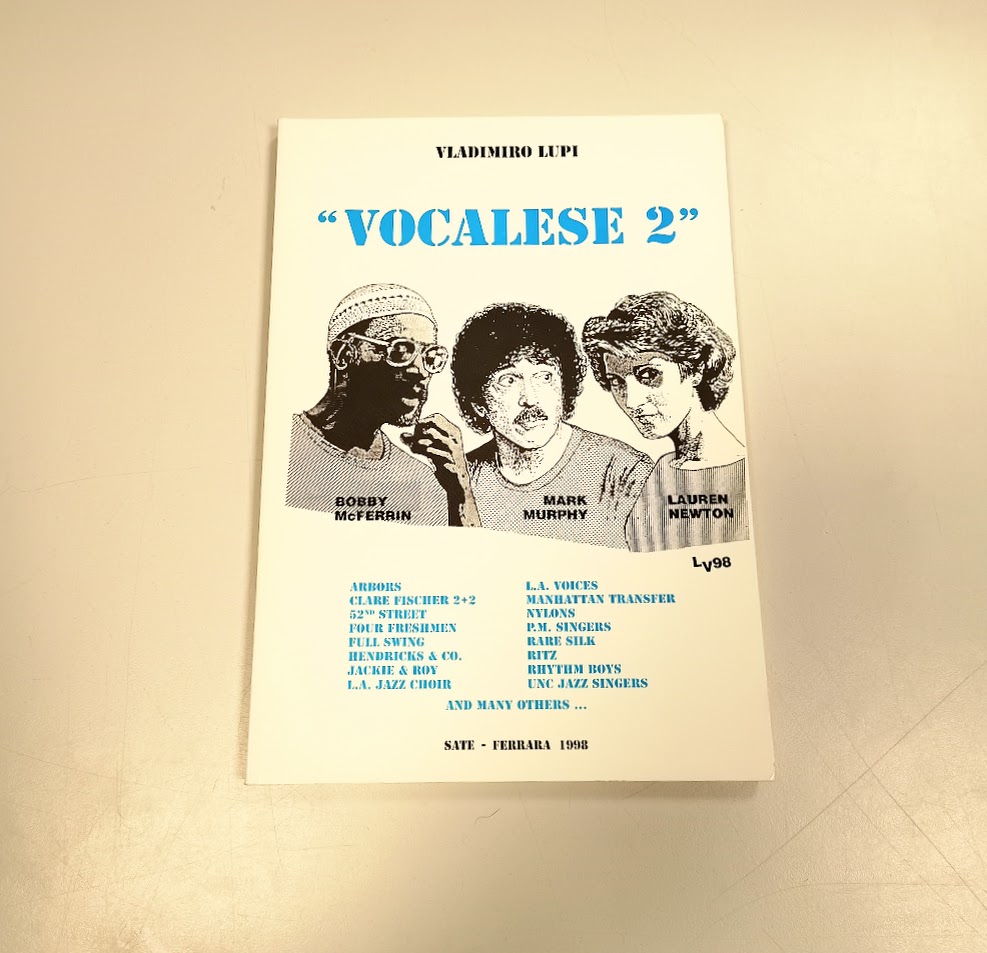 VLADIMIRO LUPI
“VOCALESE 2”
BOBBY
McFERRIN
MARK
MURPHY
LAUREN
NEWTON
LV98
ARBORS
CLARE FISCHER 2+2
52ND STREET
FOUR FRESHMEN
FULL SWING
HENDRICKS & CO.
JACKIE & ROY
L.A. JAZZ CHOIR
L.A. VOICES
MANHATTAN TRANSFER
NYLONS
P.M. SINGERS
RARE SILK
RITZ
RHYTHM BOYS
UNC JAZZ SINGERS
AND MANY OTHERS ...
SATE - FERRARA 1998